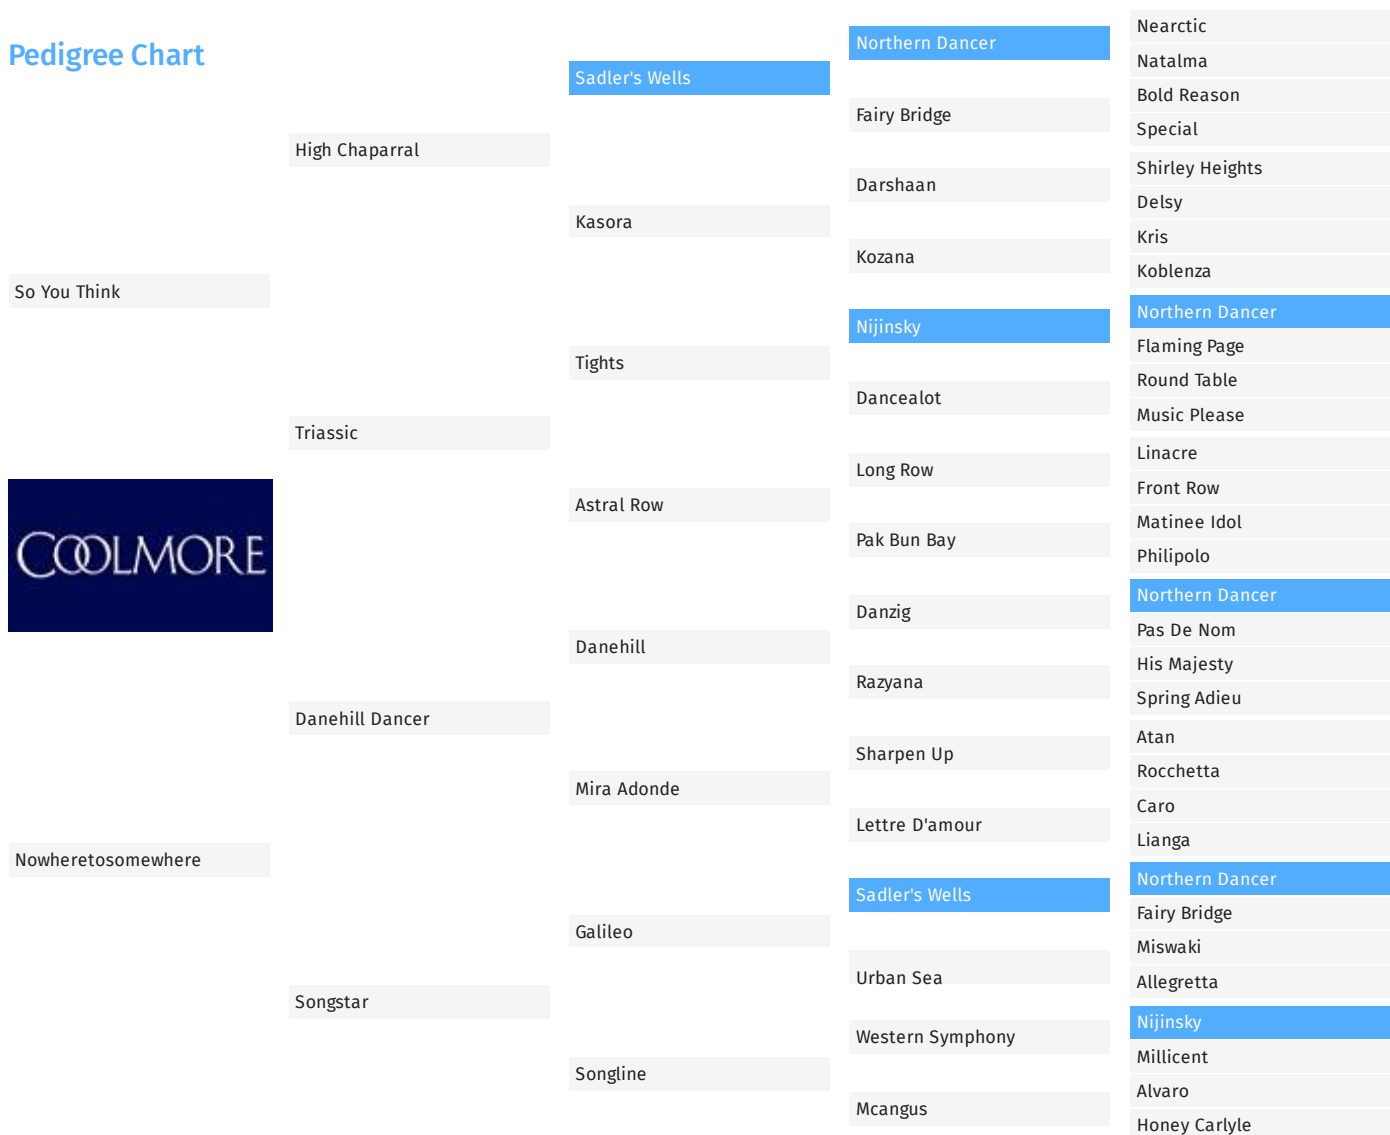 Pedigree Chart
So You Think
COOLMORE
Nowheretosomewhere
High Chaparral
Triassic
Danehill Dancer
Songstar
Sadler's Wells
Kasora
Tights
Astral Row
Danehill
Mira Adonde
Galileo
Songline
Northern Dancer
Fairy Bridge
Darshaan
Kozana
Nijinsky
Dancealot
Long Row
Pak Bun Bay
Danzig
Razyana
Sharpen Up
Lettre D'amour
Sadler's Wells
Urban Sea
Western Symphony
Mcangus
Nearctic
Natalma
Bold Reason
Special
Shirley Heights
Delsy
Kris
Koblenza
Northern Dancer
Flaming Page
Round Table
Music Please
Linacre
Front Row
Matinee Idol
Philipolo
Northern Dancer
Pas De Nom
His Majesty
Spring Adieu
Atan
Rocchetta
Caro
Lianga
Northern Dancer
Fairy Bridge
Miswaki
Allegretta
Nijinsky
Millicent
Alvaro
Honey Carlyle